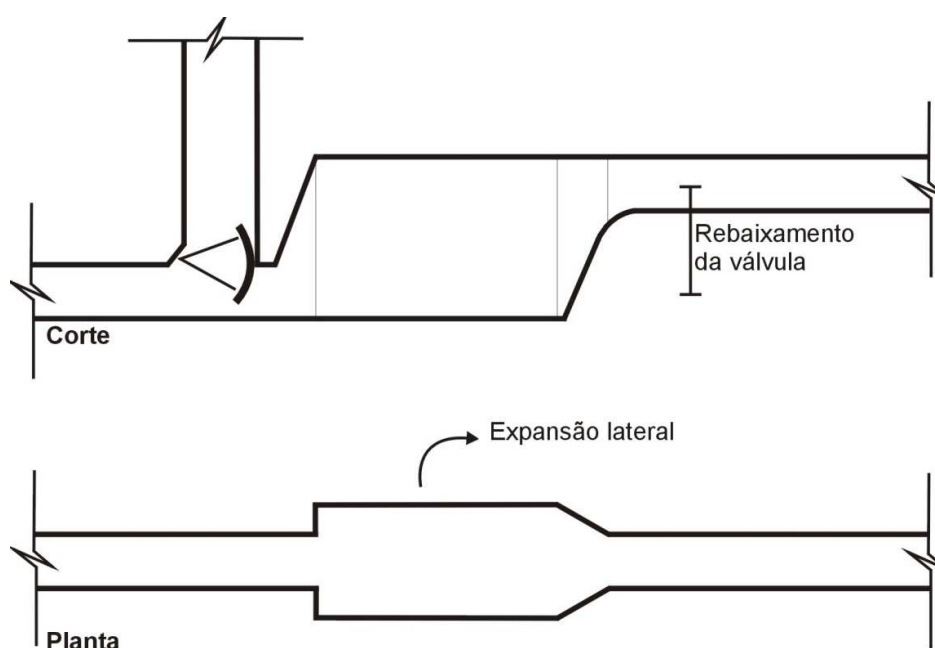 Rebaixamento
da válvula
Corte
Expansão lateral
Planta